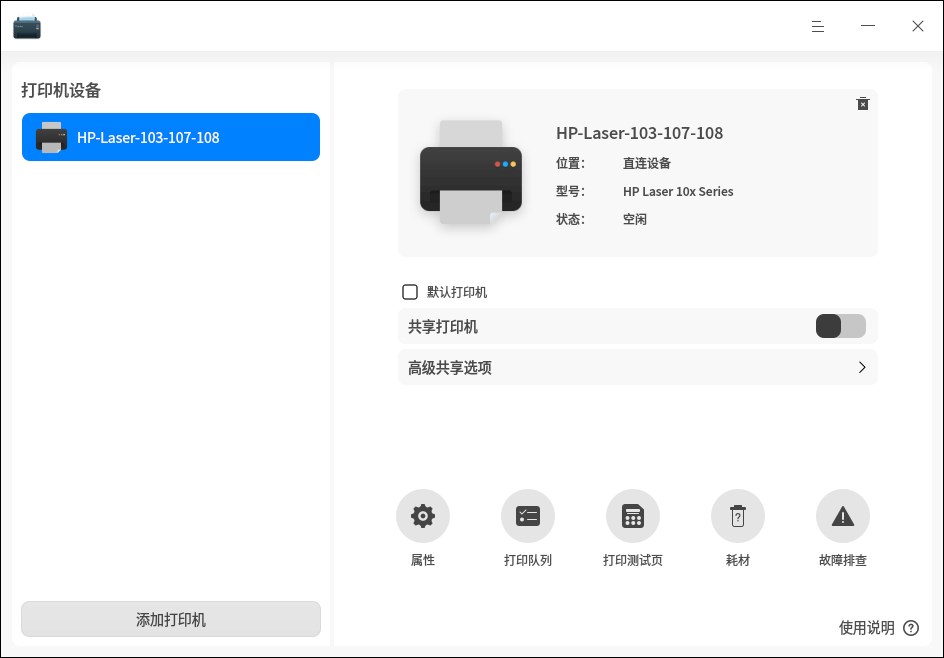 打印机设备
HP-Laser-103-107-108
HP-Laser-103-107-108
位置： 直连设备
型号： HP Laser 10x Series
状态： 空闲
默认打印机
共享打印机
高级共享选项
属性 打印队列 打印测试页 耗材 故障排查
添加打印机
使用说明